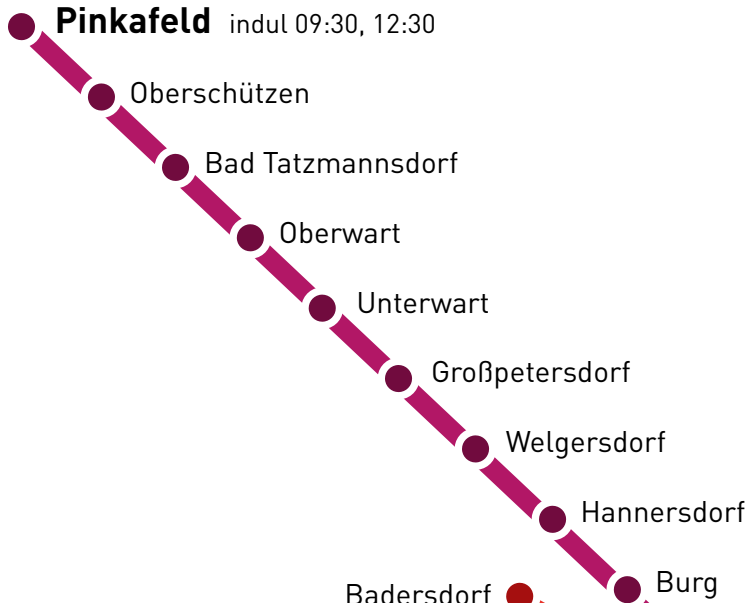 Pinkafeld indul 09:30, 12:30
Oberschützen
Bad Tatzmannsdorf
Oberwart
Unterwart
Großpetersdorf
Welgersdorf
Hannersdorf
Burg
Badersdorf